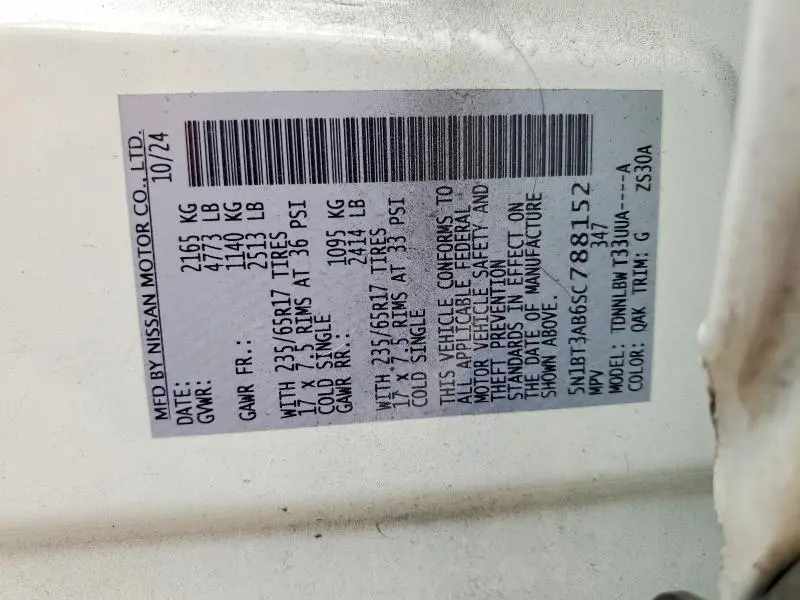 MFD BY NISSAN MOTOR CO., LTD.
DATE: 10/24
GVWR: 2165 KG
4773 LB
GAWR FR.: 1140 KG
2513 LB
WITH 235/65R17 TIRES
17 X 7.5 RIMS AT 36 PSI
COLD SINGLE
GAWR RR.: 1095 KG
2414 LB
WITH 235/65R17 TIRES
17 X 7.5 RIMS AT 33 PSI
COLD SINGLE
THIS VEHICLE CONFORMS TO
ALL APPLICABLE FEDERAL
MOTOR VEHICLE SAFETY AND
THEFT PREVENTION
STANDARDS IN EFFECT ON
THE DATE OF MANUFACTURE
SHOWN ABOVE.
5N1BT3AB6SC788152
MPV 347
MODEL: TDNNLBW T33UUA----A
COLOR: QAK TRIM: G ZS30A